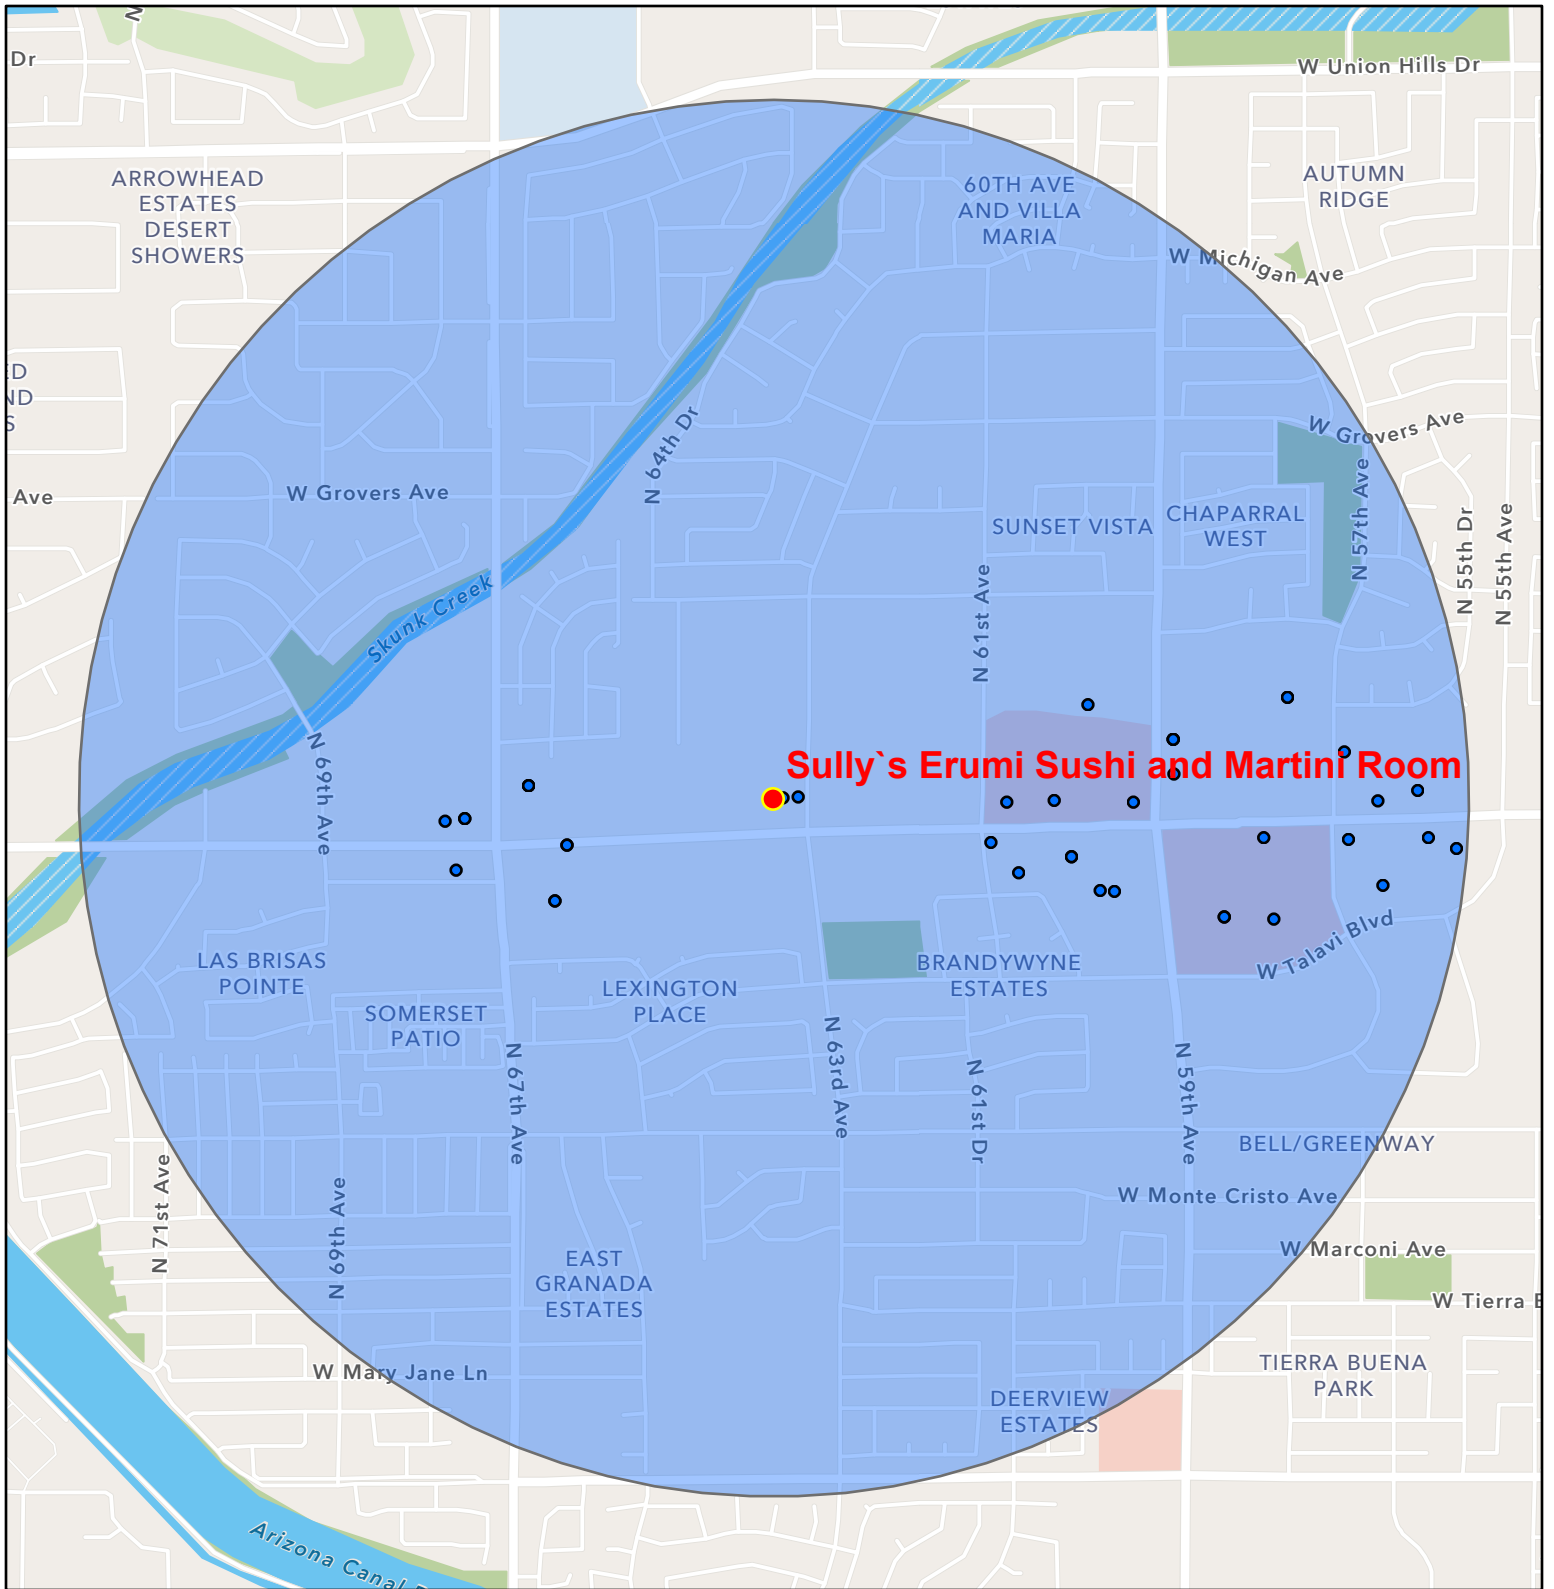 N
Dr
W Union Hills Dr
ARROWHEAD
ESTATES
DESERT
SHOWERS
60TH AVE
AND VILLA
MARIA
AUTUMN
RIDGE
W Michigan Ave
ED
ND
S
N 64th Dr
W Grovers Ave
W Grovers Ave
Ave
SUNSET VISTA
CHAPARRAL
WEST
N 57th Ave
N 55th Dr
N 55th Ave
Skunk Creek
N 61st Ave
N 69th Ave
Sully`s Erumi Sushi and Martini Room
LAS BRISAS
POINTE
SOMERSET
PATIO
LEXINGTON
PLACE
BRANDYWYNE
ESTATES
W Talavi Blvd
N 67th Ave
N 63rd Ave
N 61st Dr
N 59th Ave
BELL/GREENWAY
N 71st Ave
N 69th Ave
W Monte Cristo Ave
W Marconi Ave
EAST
GRANADA
ESTATES
W Tierra B
W Mary Jane Ln
TIERRA BUENA
PARK
DEERVIEW
ESTATES
Arizona Canal